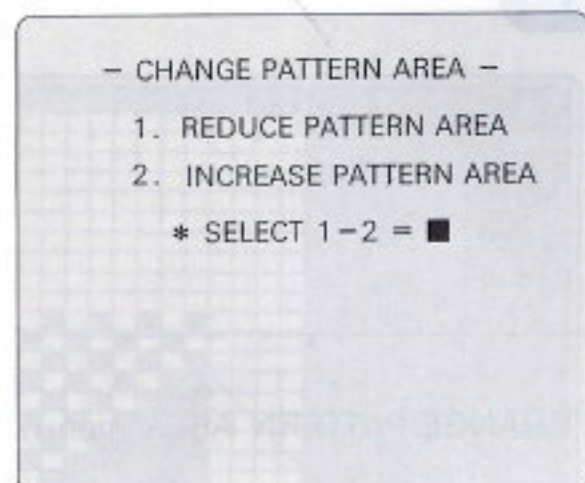 – CHANGE PATTERN AREA –
1. REDUCE PATTERN AREA
2. INCREASE PATTERN AREA
* SELECT 1–2 = ■